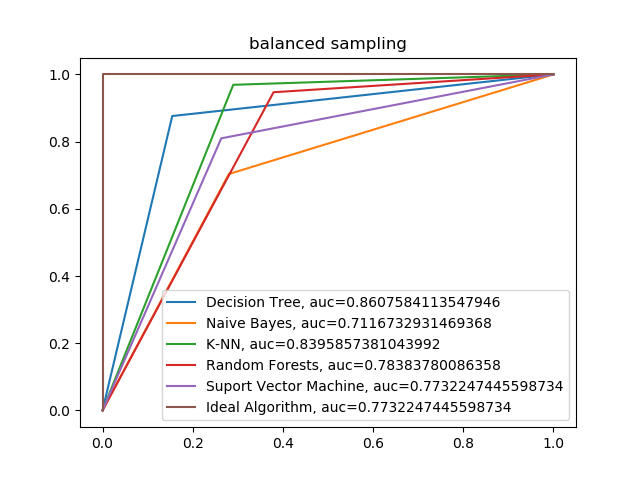 balanced sampling
1.0
0.8
0.6
0.4
0.2
0.0
Decision Tree, auc=0.8607584113547946
Naive Bayes, auc=0.7116732931469368
K-NN, auc=0.8395857381043992
Random Forests, auc=0.78383780086358
Suport Vector Machine, auc=0.7732247445598734
Ideal Algorithm, auc=0.7732247445598734
0.0 0.2 0.4 0.6 0.8 1.0